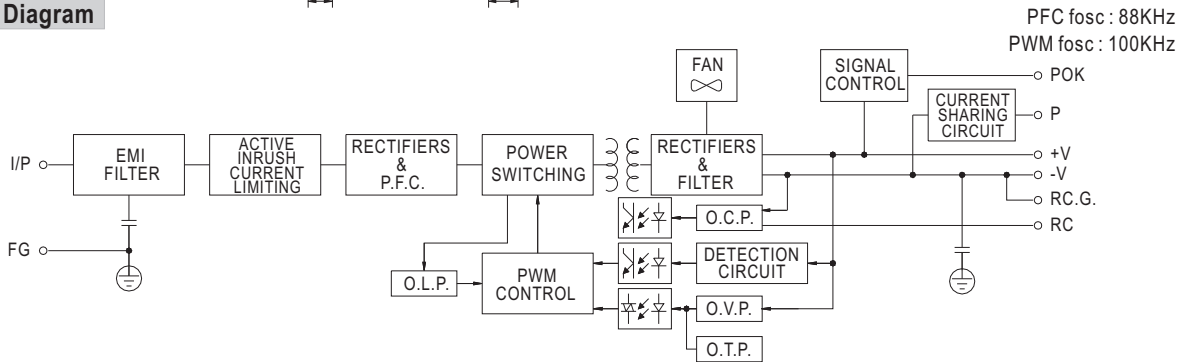 Diagram
PFC fosc : 88KHz
PWM fosc : 100KHz
FAN
SIGNAL
CONTROL
POK
CURRENT
SHARING
CIRCUIT
P
I/P
EMI
FILTER
ACTIVE
INRUSH
CURRENT
LIMITING
RECTIFIERS
&
P.F.C.
POWER
SWITCHING
RECTIFIERS
&
FILTER
+V
-V
RC.G.
RC
O.C.P.
FG
O.L.P.
PWM
CONTROL
DETECTION
CIRCUIT
O.V.P.
O.T.P.